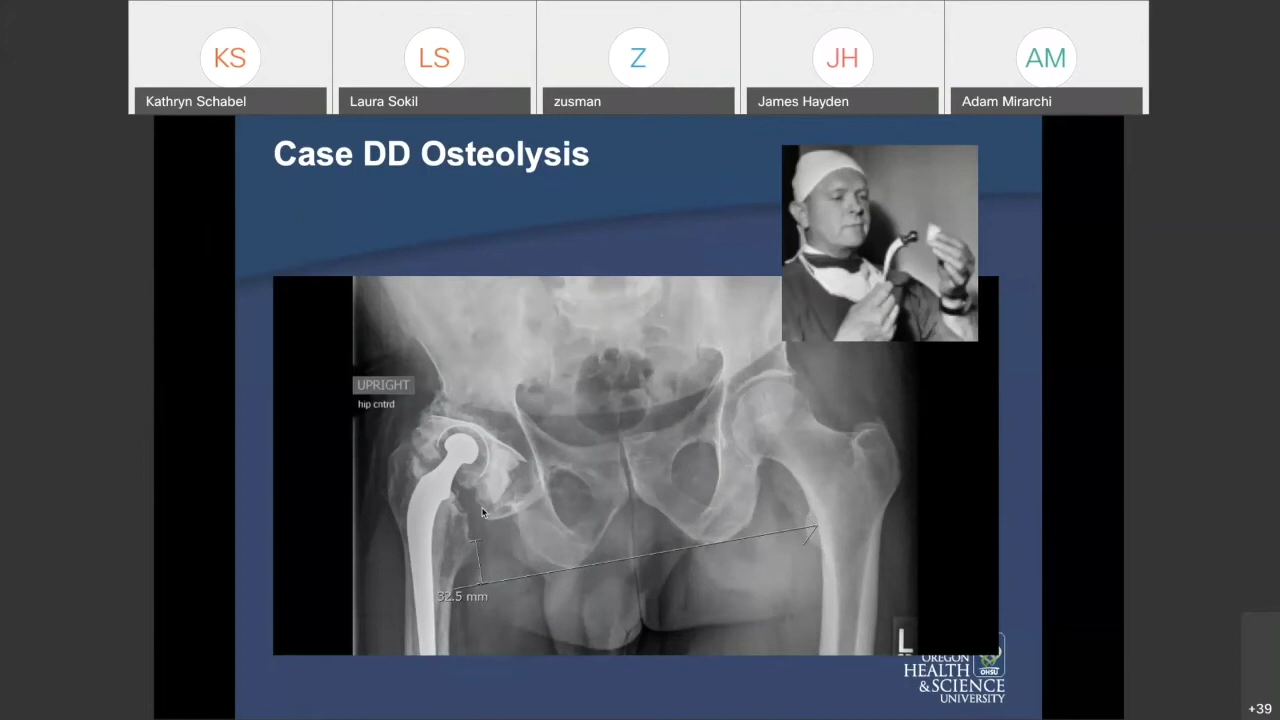 KS
LS
Z
JH
AM
Kathryn Schabel
Laura Sokil
zusman
James Hayden
Adam Mirarchi
Case DD Osteolysis
UPRIGHT
hip cntrd
32.5 mm
L
OREGON
HEALTH
&SCIENCE
UNIVERSITY
OHSU
+39